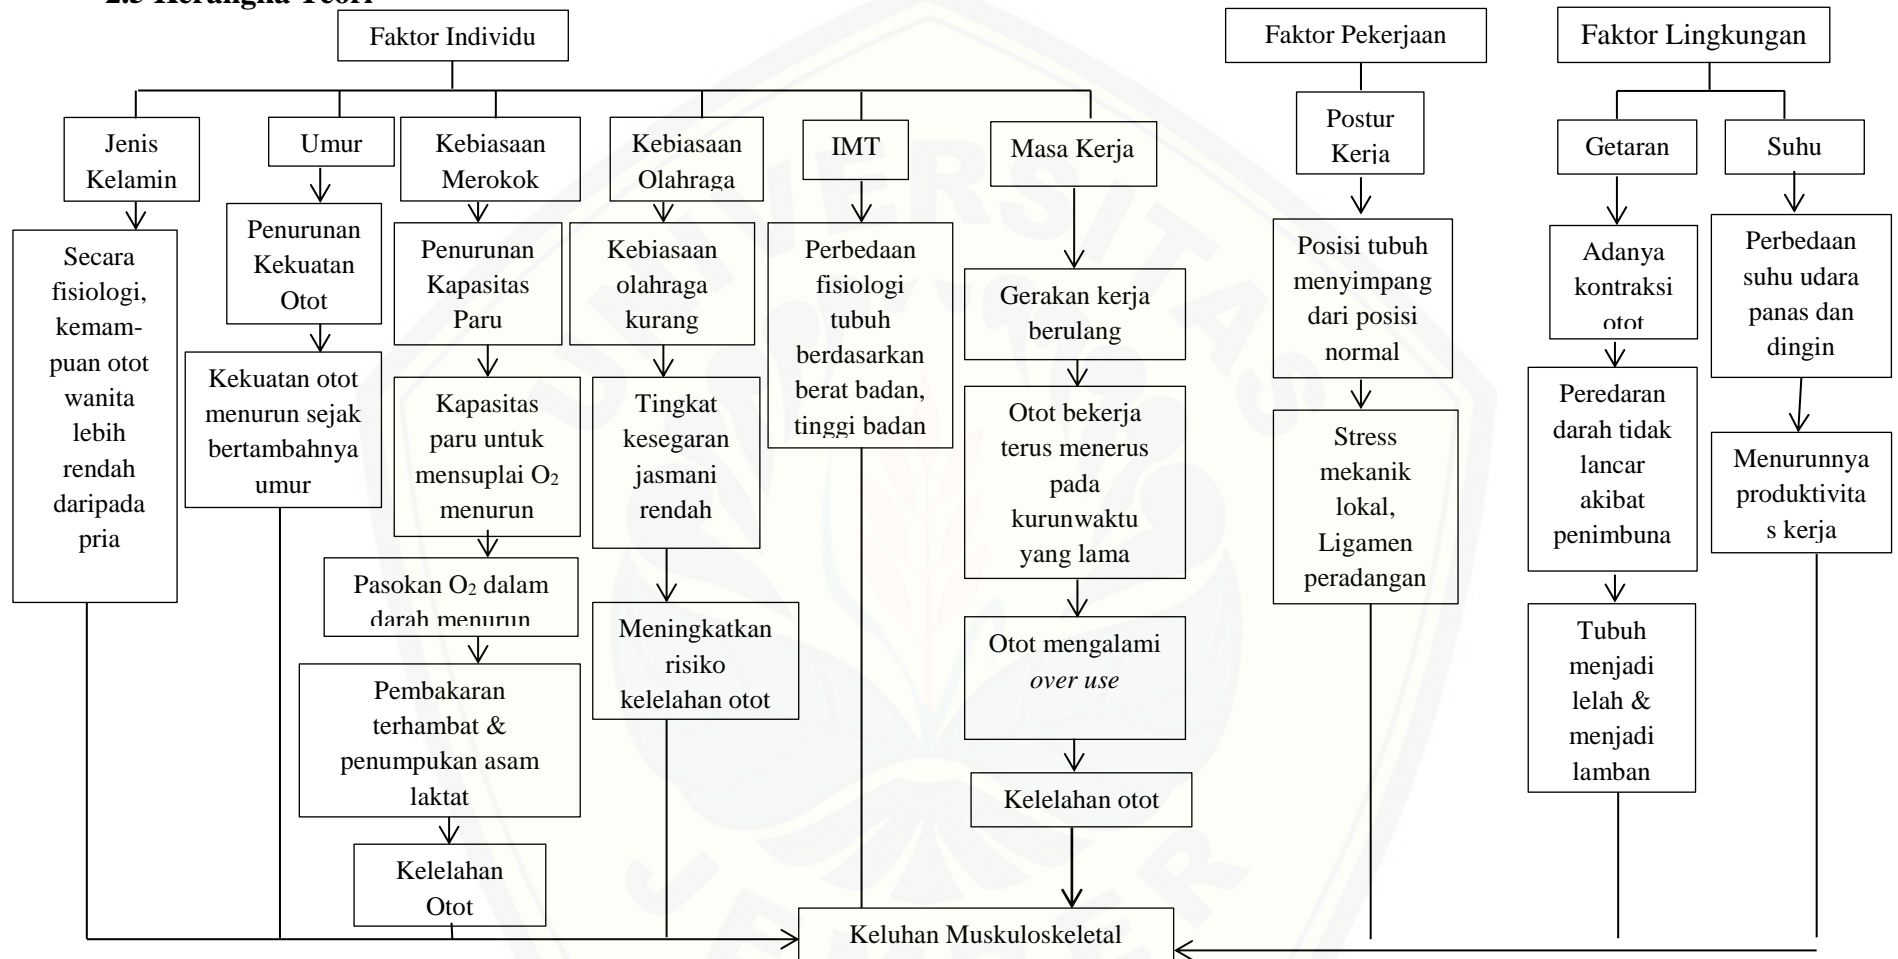 2.5 Kerangka Teori
Faktor Individu
Faktor Pekerjaan
Faktor Lingkungan
Jenis
Kelamin
Umur
Kebiasaan
Merokok
Kebiasaan
Olahraga
IMT
Masa Kerja
Postur
Kerja
Getaran
Suhu
Secara
fisiologi,
kemam-
puan otot
wanita
lebih
rendah
daripada
pria
Penurunan
Kekuatan
Otot
Kekuatan otot
menurun sejak
bertambahnya
umur
Penurunan
Kapasitas
Paru
Kapasitas
paru untuk
mensuplai O₂
menurun
Pasokan O₂ dalam
darah menurun
Pembakaran
terhambat &
penumpukan asam
laktat
Kelelahan
Otot
Kebiasaan
olahraga
kurang
Tingkat
kesegaran
jasmani
rendah
Meningkatkan
risiko
kelelahan otot
Perbedaan
fisiologi
tubuh
berdasarkan
berat badan,
tinggi badan
Gerakan kerja
berulang
Otot bekerja
terus menerus
pada
kurunwaktu
yang lama
Otot mengalami
over use
Kelelahan otot
Posisi tubuh
menyimpang
dari posisi
normal
Stress
mekanik
lokal,
Ligamen
peradangan
Adanya
kontraksi
otot
Peredaran
darah tidak
lancar
akibat
penimbuna
Tubuh
menjadi
lelah &
menjadi
lamban
Perbedaan
suhu udara
panas dan
dingin
Menurunnya
produktivita
s kerja
Keluhan Muskuloskeletal
UNIVERSITAS
JEMBER